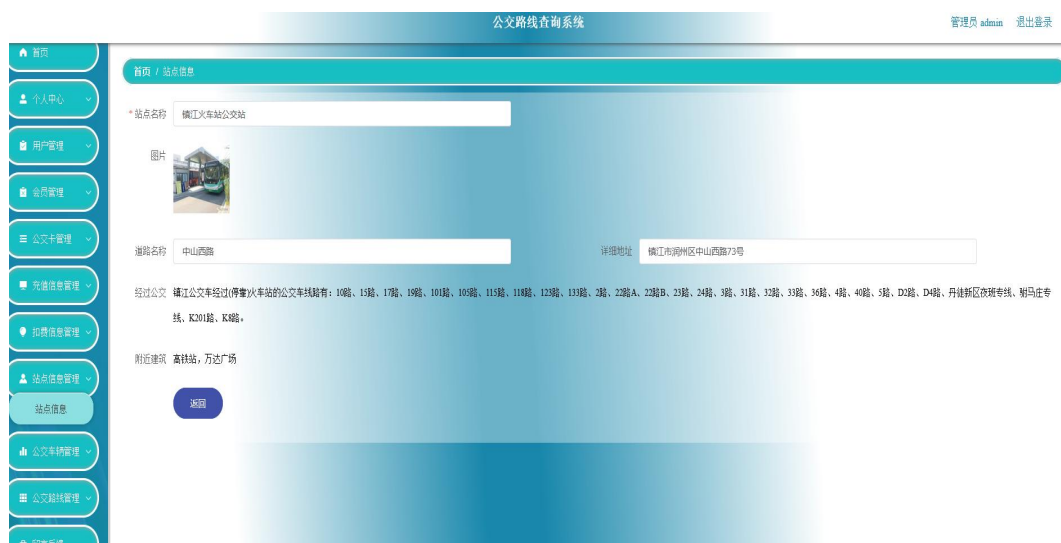 公交路线查询系统
管理员 admin 退出登录
首页
首页 / 站点信息
个人中心
* 站点名称 镇江火车站公交站
图片
用户管理
会员管理
公交卡管理
道路名称 中山西路 详细地址 镇江市润州区中山西路73号
充值信息管理
经过公交 镇江公交车经过(停靠)火车站的公交车线路有：10路、15路、17路、19路、101路、105路、115路、118路、123路、133路、2路、22路A、22路B、23路、24路、3路、31路、32路、33路、36路、4路、40路、5路、D2路、D4路、丹徒新区夜班专线、驸马庄专
线、K201路、K8路。
扣费信息管理
附近建筑 高铁站，万达广场
站点信息管理
站点信息
返回
公交车辆管理
公交路线管理